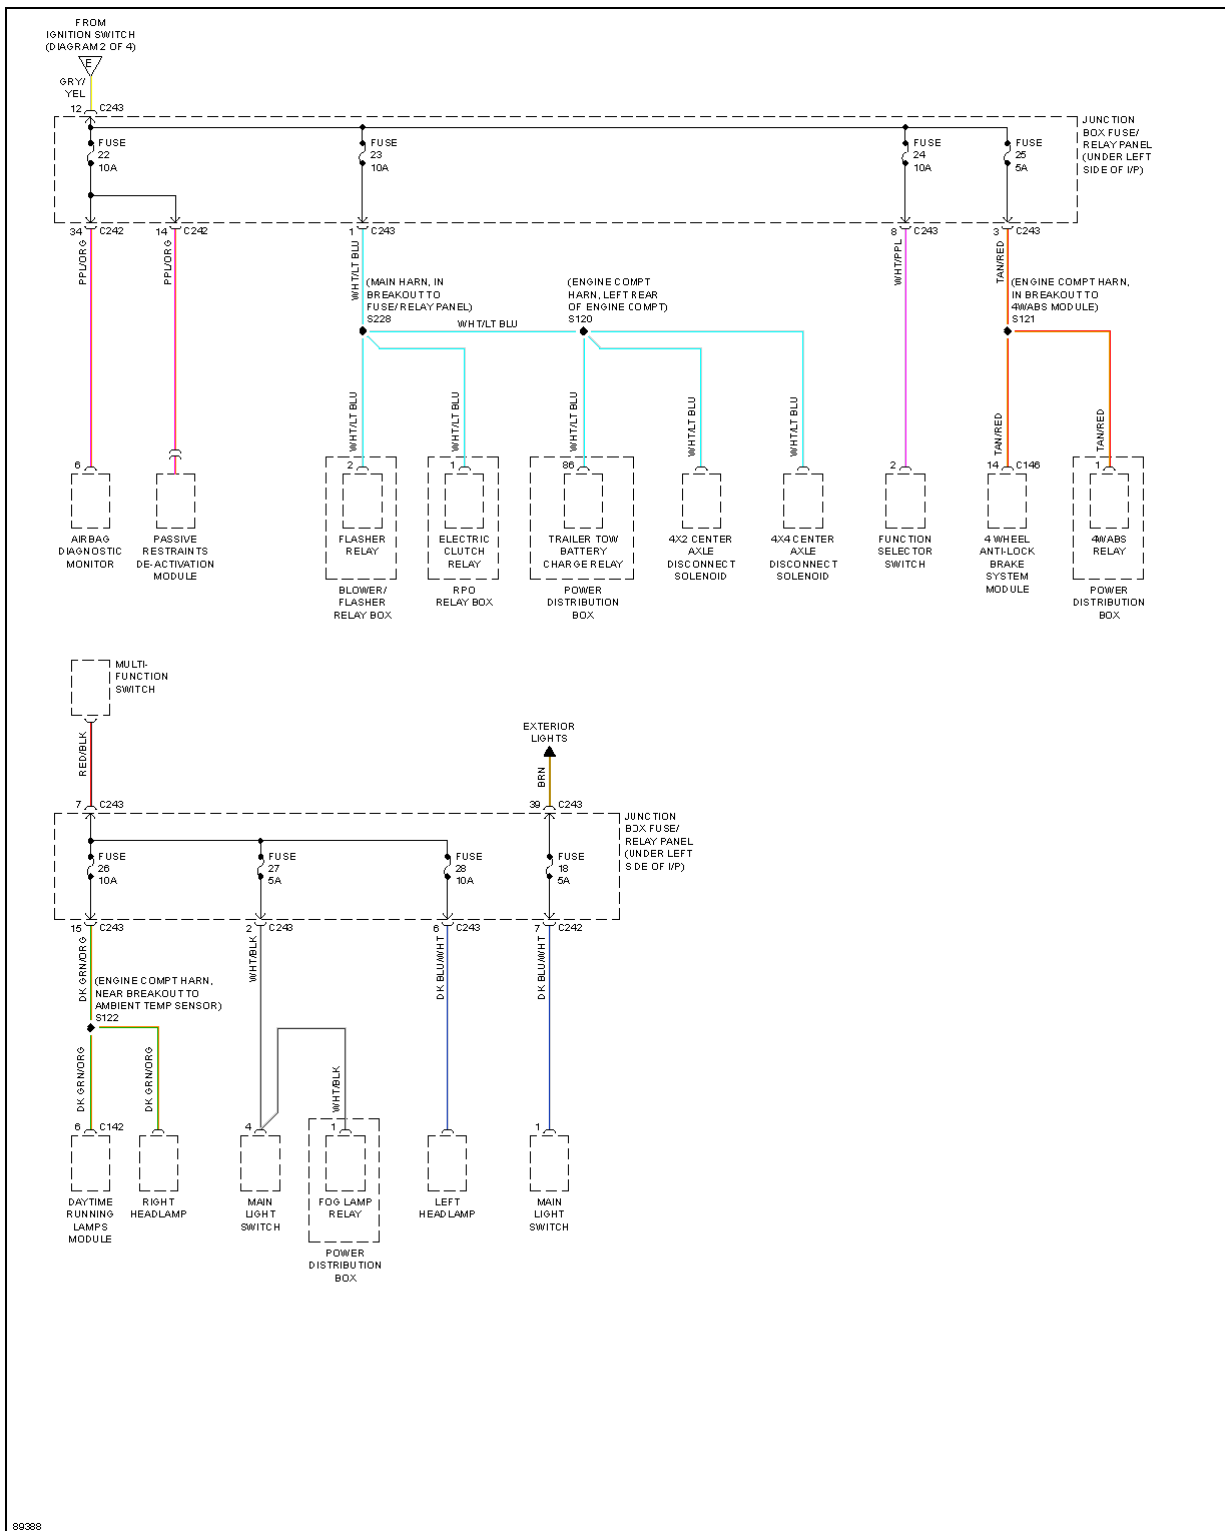 FROM
IGNITION SWITCH
(DIAGRAM 2 OF 4)
E
GRY/
YEL
12 C243
JUNCTION
BOX FUSE/
RELAY PANEL
(UNDER LEFT
SIDE OF I/P)
FUSE
22
10A
FUSE
23
10A
FUSE
24
10A
FUSE
25
5A
34 C242
14 C242
1 C243
8 C243
3 C243
PPL/ORG
PPL/ORG
WHT/LT BLU
WHT/PPL
TAN/RED
(MAIN HARN, IN
BREAKOUT TO
FUSE/RELAY PANEL)
S228
WHT/LT BLU
(ENGINE COMPT
HARN, LEFT REAR
OF ENGINE COMPT)
S120
(ENGINE COMPT HARN,
IN BREAKOUT TO
4WABS MODULE)
S121
WHT/LT BLU
WHT/LT BLU
WHT/LT BLU
WHT/LT BLU
WHT/LT BLU
TAN/RED
TAN/RED
6
2
1
86
2
14 C146
1
AIRBAG
DIAGNOSTIC
MONITOR
PASSIVE
RESTRAINTS
DE-ACTIVATION
MODULE
FLASHER
RELAY
BLOWER/
FLASHER
RELAY BOX
ELECTRIC
CLUTCH
RELAY
RPO
RELAY BOX
TRAILER TOW
BATTERY
CHARGE RELAY
POWER
DISTRIBUTION
BOX
4X2 CENTER
AXLE
DISCONNECT
SOLENOID
4X4 CENTER
AXLE
DISCONNECT
SOLENOID
FUNCTION
SELECTOR
SWITCH
4 WHEEL
ANTI-LOCK
BRAKE
SYSTEM
MODULE
4WABS
RELAY
POWER
DISTRIBUTION
BOX
MULTI-
FUNCTION
SWITCH
RED/BLK
EXTERIOR
LIGHTS
BRN
7 C243
39 C243
JUNCTION
BOX FUSE/
RELAY PANEL
(UNDER LEFT
SIDE OF I/P)
FUSE
26
10A
FUSE
27
5A
FUSE
28
10A
FUSE
18
5A
15 C243
2 C243
6 C243
7 C242
DK GRN/ORG
WHT/BLK
DK BLU/WHT
DK BLU/WHT
(ENGINE COMPT HARN,
NEAR BREAKOUT TO
AMBIENT TEMP SENSOR)
S122
DK GRN/ORG
DK GRN/ORG
WHT/BLK
6 C142
4
1
1
DAYTIME
RUNNING
LAMPS
MODULE
RIGHT
HEADLAMP
MAIN
LIGHT
SWITCH
FOG LAMP
RELAY
POWER
DISTRIBUTION
BOX
LEFT
HEADLAMP
MAIN
LIGHT
SWITCH
89388